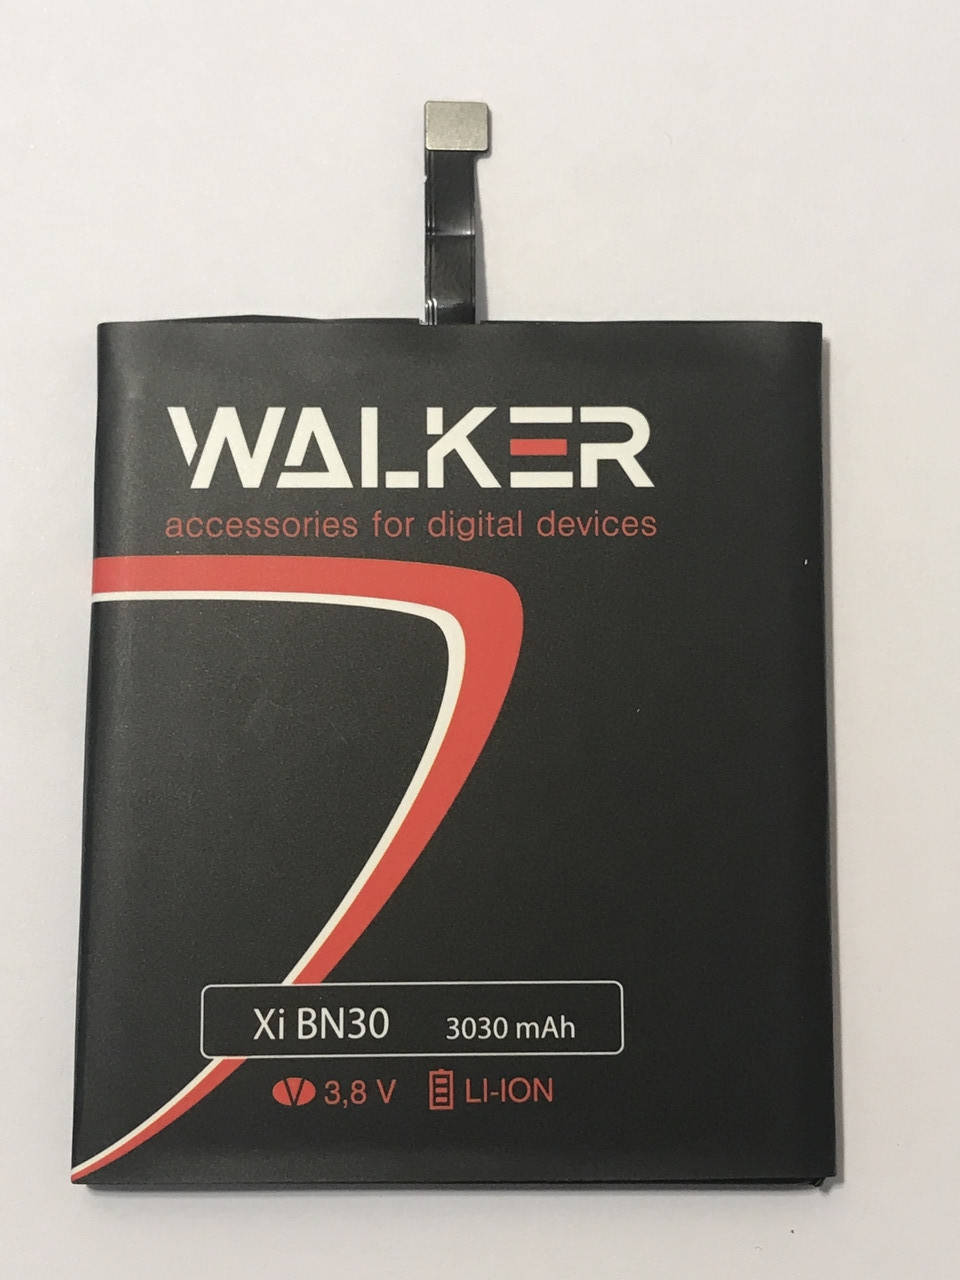 WALKER
accessories for digital devices
Xi BN30 3030 mAh
V 3,8 V LI-ION